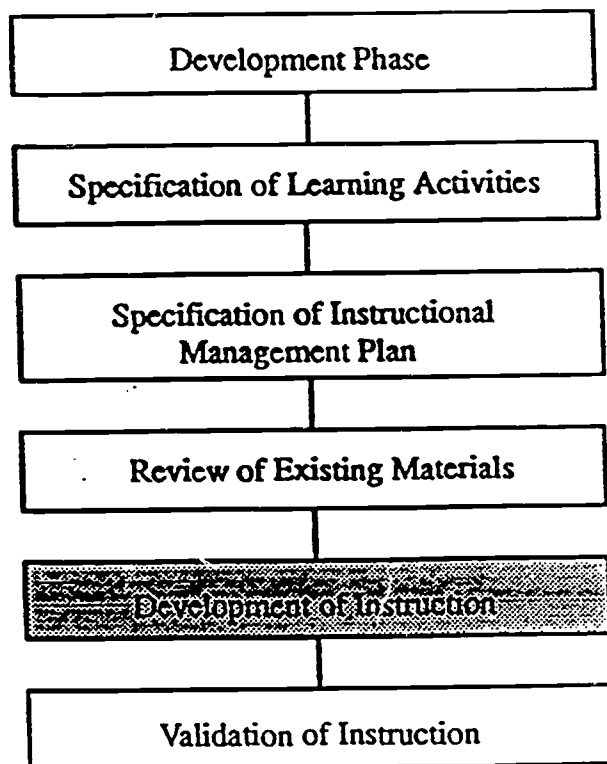 Development Phase
Specification of Learning Activities
Specification of Instructional
Management Plan
Review of Existing Materials
Development of Instruction
Validation of Instruction